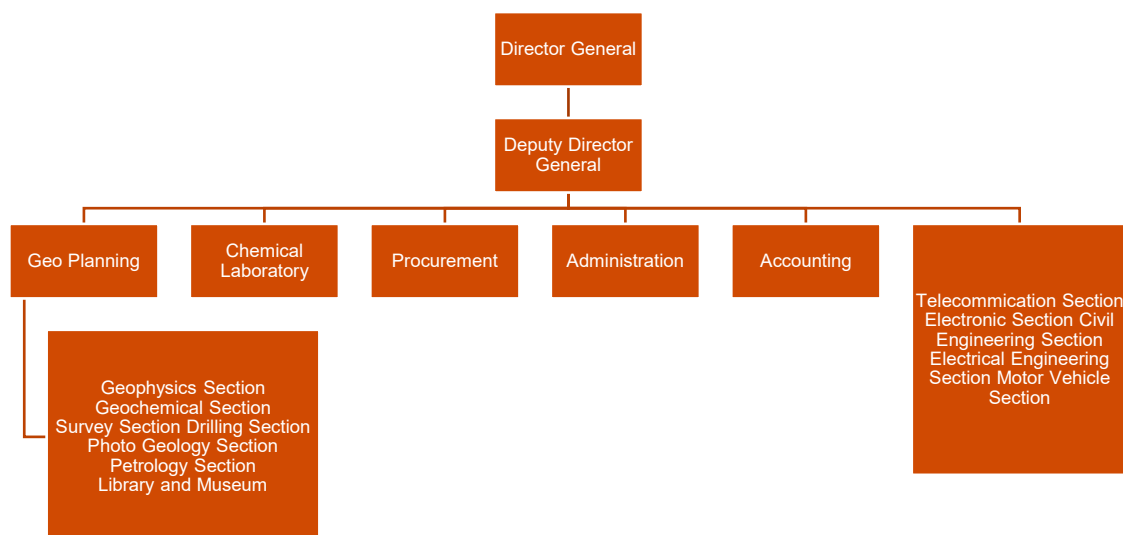 Director General
Deputy Director
General
Geo Planning
Chemical
Laboratory
Procurement
Administration
Accounting
Telecommication Section
Electronic Section Civil
Engineering Section
Electrical Engineering
Section Motor Vehicle
Section
Geophysics Section
Geochemical Section
Survey Section Drilling Section
Photo Geology Section
Petrology Section
Library and Museum